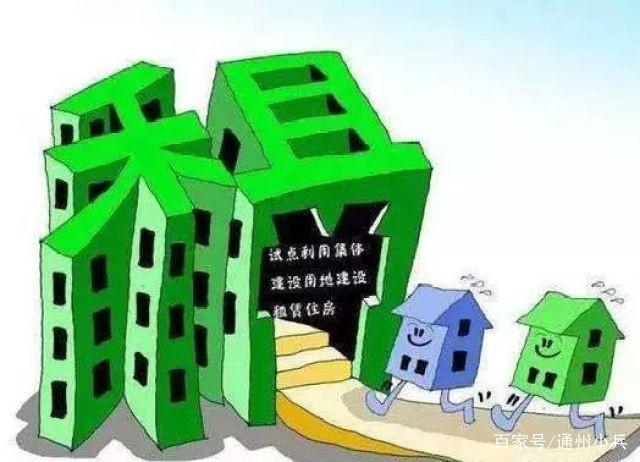 租
试点利用集体
建设用地建设
租赁住房
百家号/通州小兵